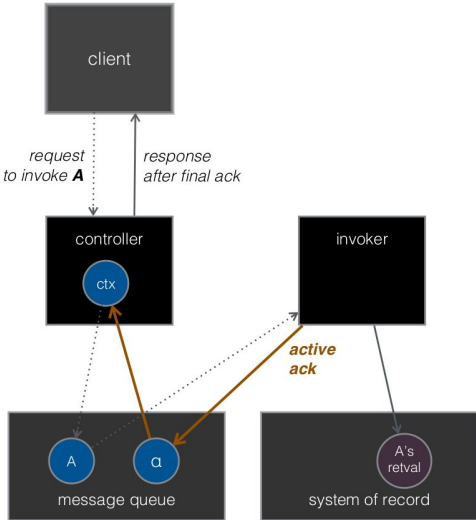 client
request
to invoke A
response
after final ack
controller
ctx
invoker
active
ack
A
α
message queue
A's
retval
system of record